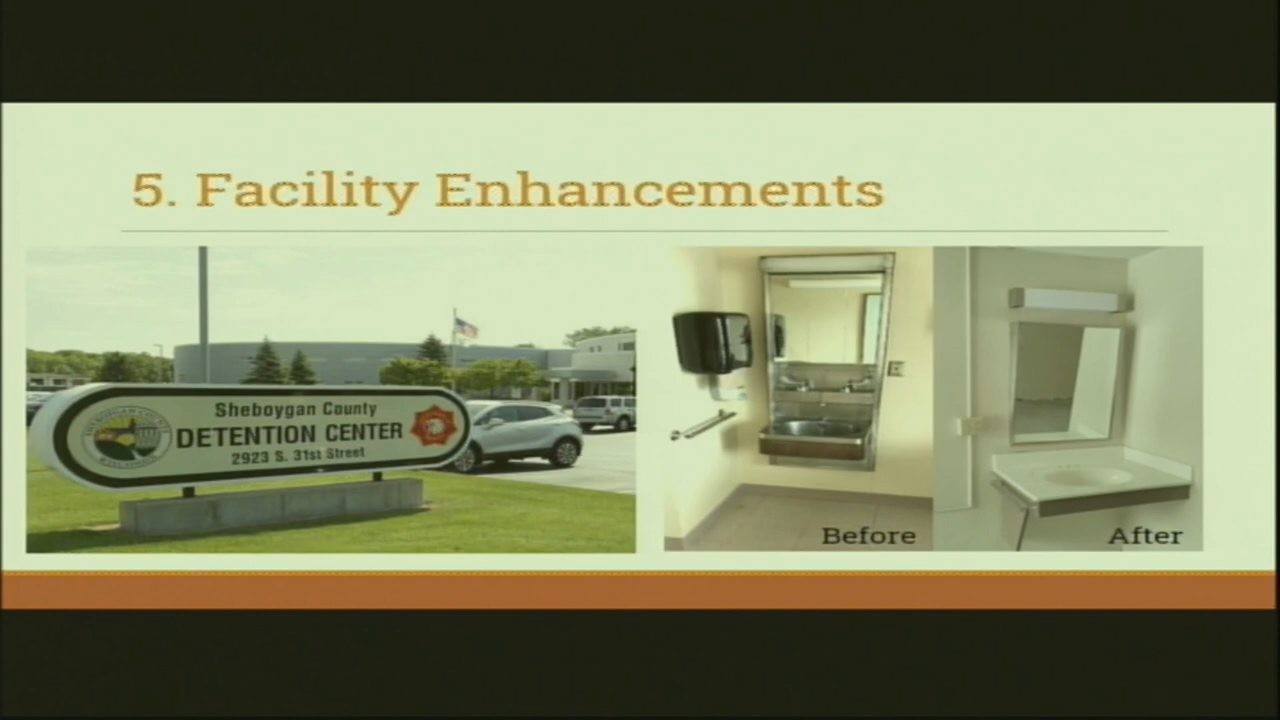 5. Facility Enhancements
Sheboygan County
DETENTION CENTER
2923 S. 31st Street
Before
After